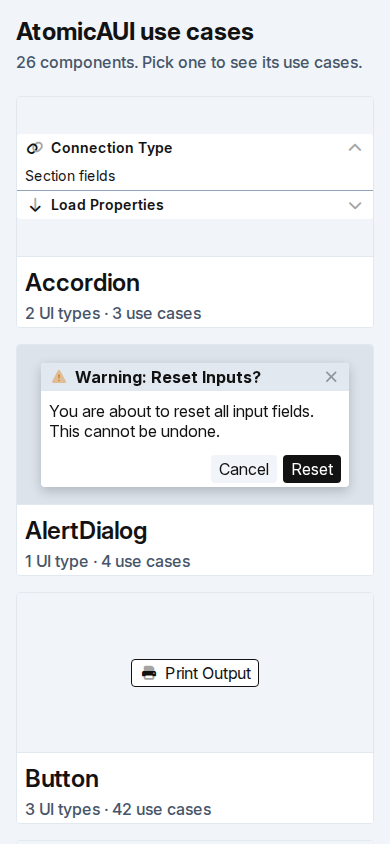 AtomicAUI use cases
26 components. Pick one to see its use cases.
Connection Type
Section fields
Load Properties
Accordion
2 UI types · 3 use cases
Warning: Reset Inputs?
You are about to reset all input fields.
This cannot be undone.
Cancel Reset
AlertDialog
1 UI type · 4 use cases
Print Output
Button
3 UI types · 42 use cases